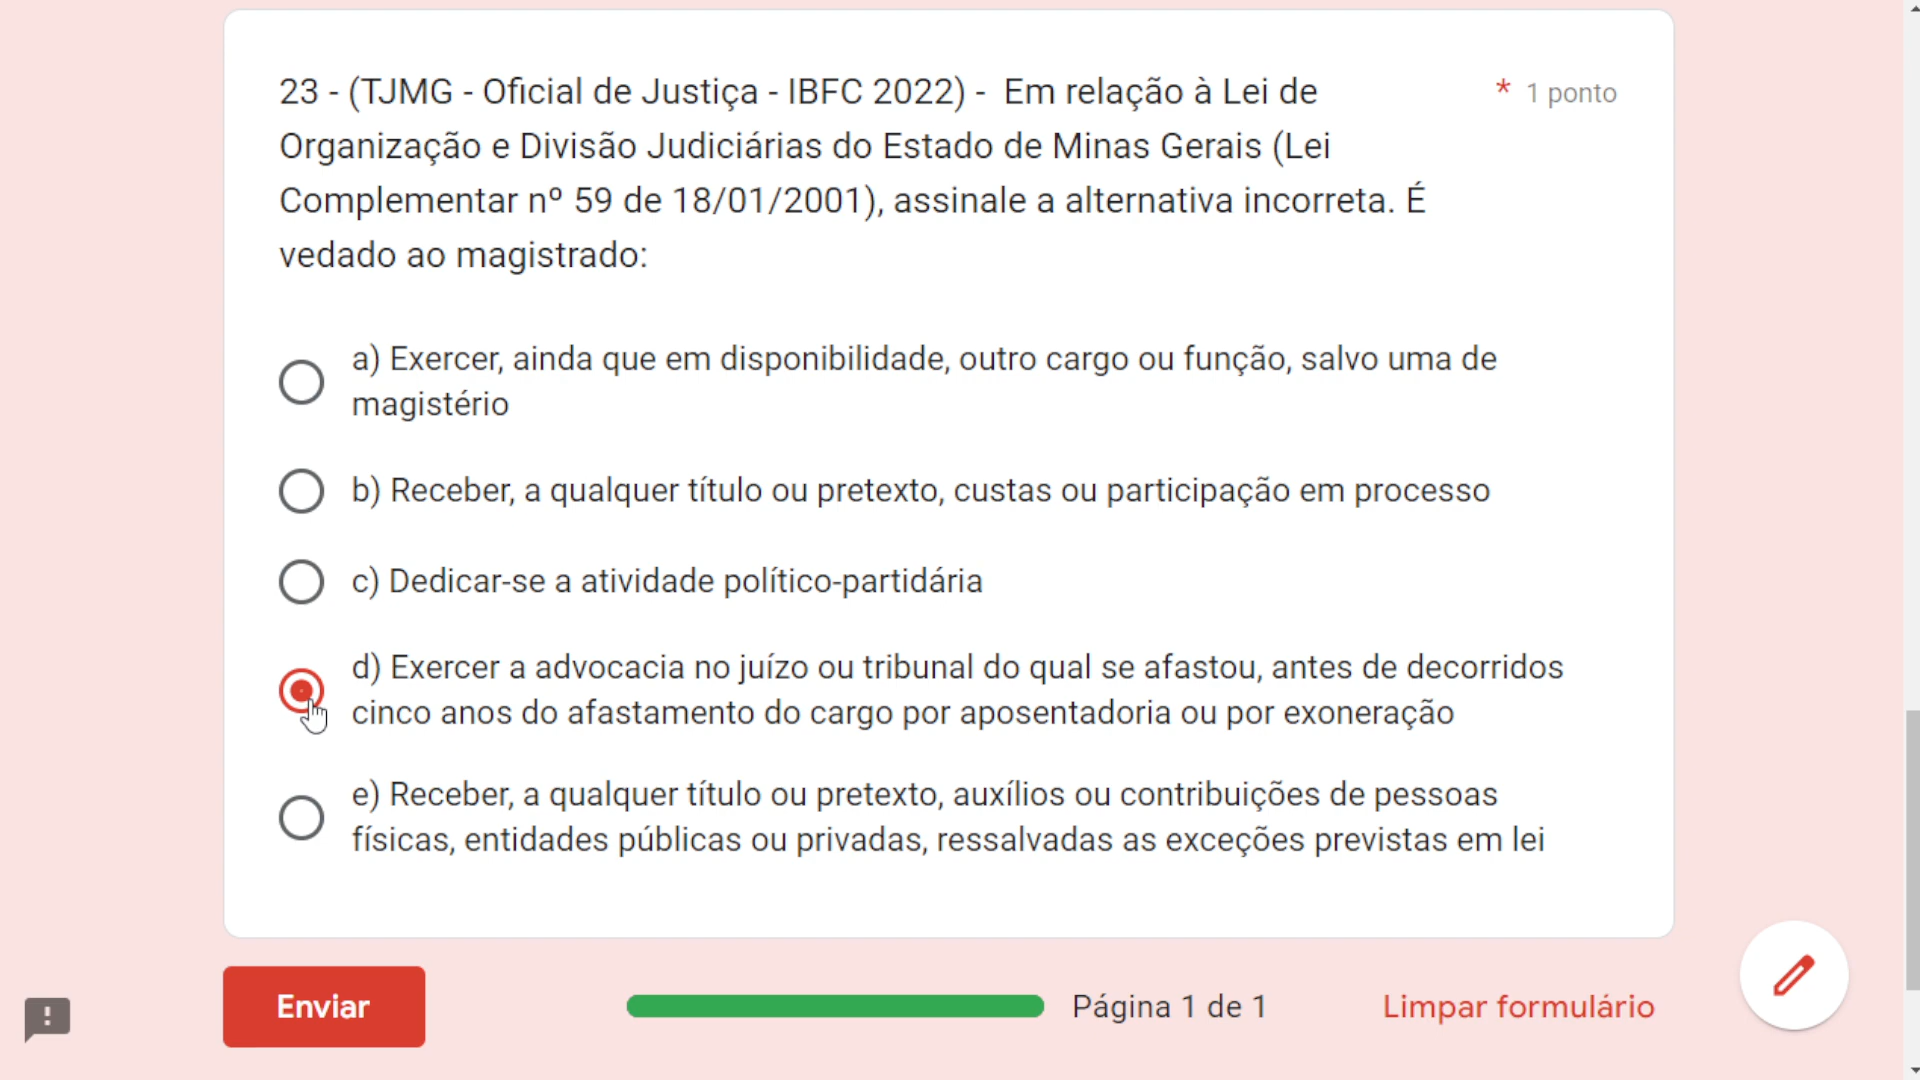 23 - (TJMG - Oficial de Justiça - IBFC 2022) -  Em relação à Lei de
Organização e Divisão Judiciárias do Estado de Minas Gerais (Lei
Complementar nº 59 de 18/01/2001), assinale a alternativa incorreta. É
vedado ao magistrado:
* 1 ponto
a) Exercer, ainda que em disponibilidade, outro cargo ou função, salvo uma de
magistério
b) Receber, a qualquer título ou pretexto, custas ou participação em processo
c) Dedicar-se a atividade político-partidária
d) Exercer a advocacia no juízo ou tribunal do qual se afastou, antes de decorridos
cinco anos do afastamento do cargo por aposentadoria ou por exoneração
e) Receber, a qualquer título ou pretexto, auxílios ou contribuições de pessoas
físicas, entidades públicas ou privadas, ressalvadas as exceções previstas em lei
Enviar
Página 1 de 1
Limpar formulário